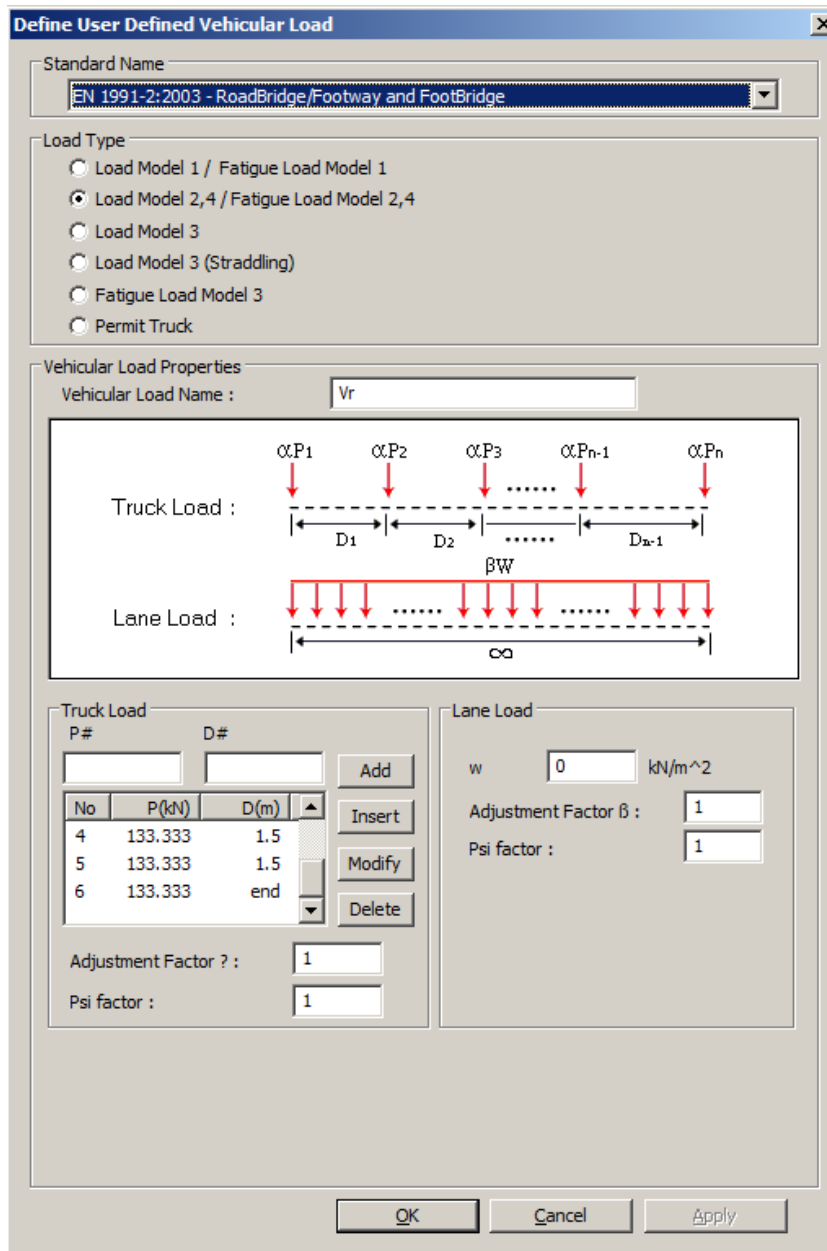 Define User Defined Vehicular Load
Standard Name
EN 1991-2:2003 - RoadBridge/Footway and FootBridge
Load Type
Load Model 1 / Fatigue Load Model 1
Load Model 2,4 / Fatigue Load Model 2,4
Load Model 3
Load Model 3 (Straddling)
Fatigue Load Model 3
Permit Truck
Vehicular Load Properties
Vehicular Load Name : Vr
αP1 αP2 αP3 αPn-1 αPn
Truck Load :
D1 D2 Dn-1
βW
Lane Load :
∞
Truck Load
P# D#
Add
No P(kN) D(m)
4 133.333 1.5
5 133.333 1.5
6 133.333 end
Insert
Modify
Delete
Adjustment Factor ? : 1
Psi factor : 1
Lane Load
w 0 kN/m^2
Adjustment Factor ß : 1
Psi factor : 1
OK Cancel Apply